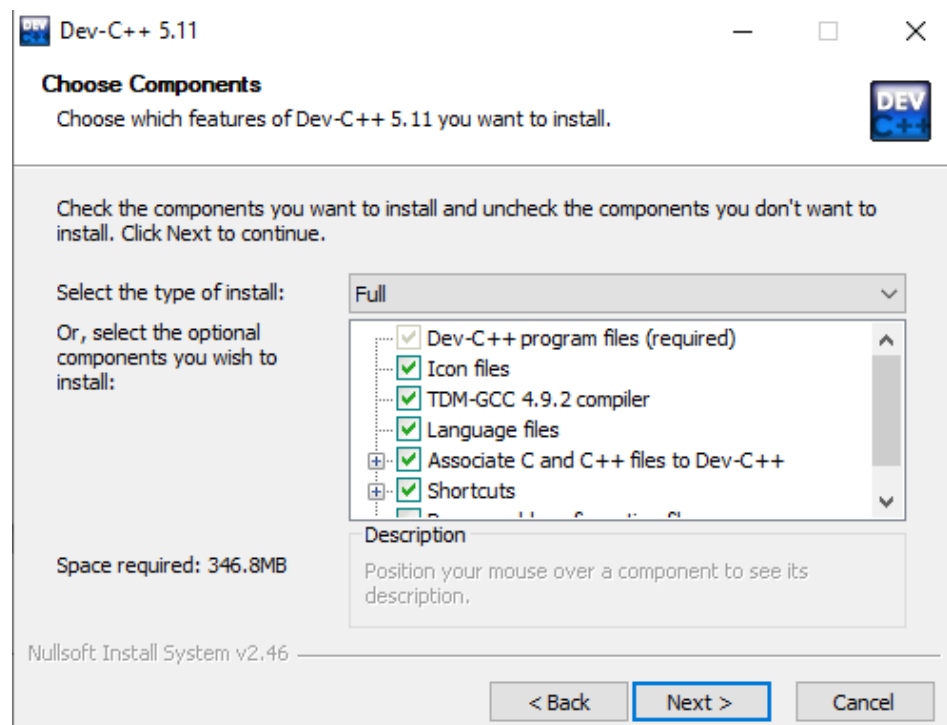 Dev-C++ 5.11
Choose Components
Choose which features of Dev-C++ 5.11 you want to install.
DEV
C++
Check the components you want to install and uncheck the components you don't want to
install. Click Next to continue.
Select the type of install:
Full
Or, select the optional
components you wish to
install:
Dev-C++ program files (required)
Icon files
TDM-GCC 4.9.2 compiler
Language files
Associate C and C++ files to Dev-C++
Shortcuts
Description
Space required: 346.8MB
Position your mouse over a component to see its
description.
Nullsoft Install System v2.46
< Back
Next >
Cancel